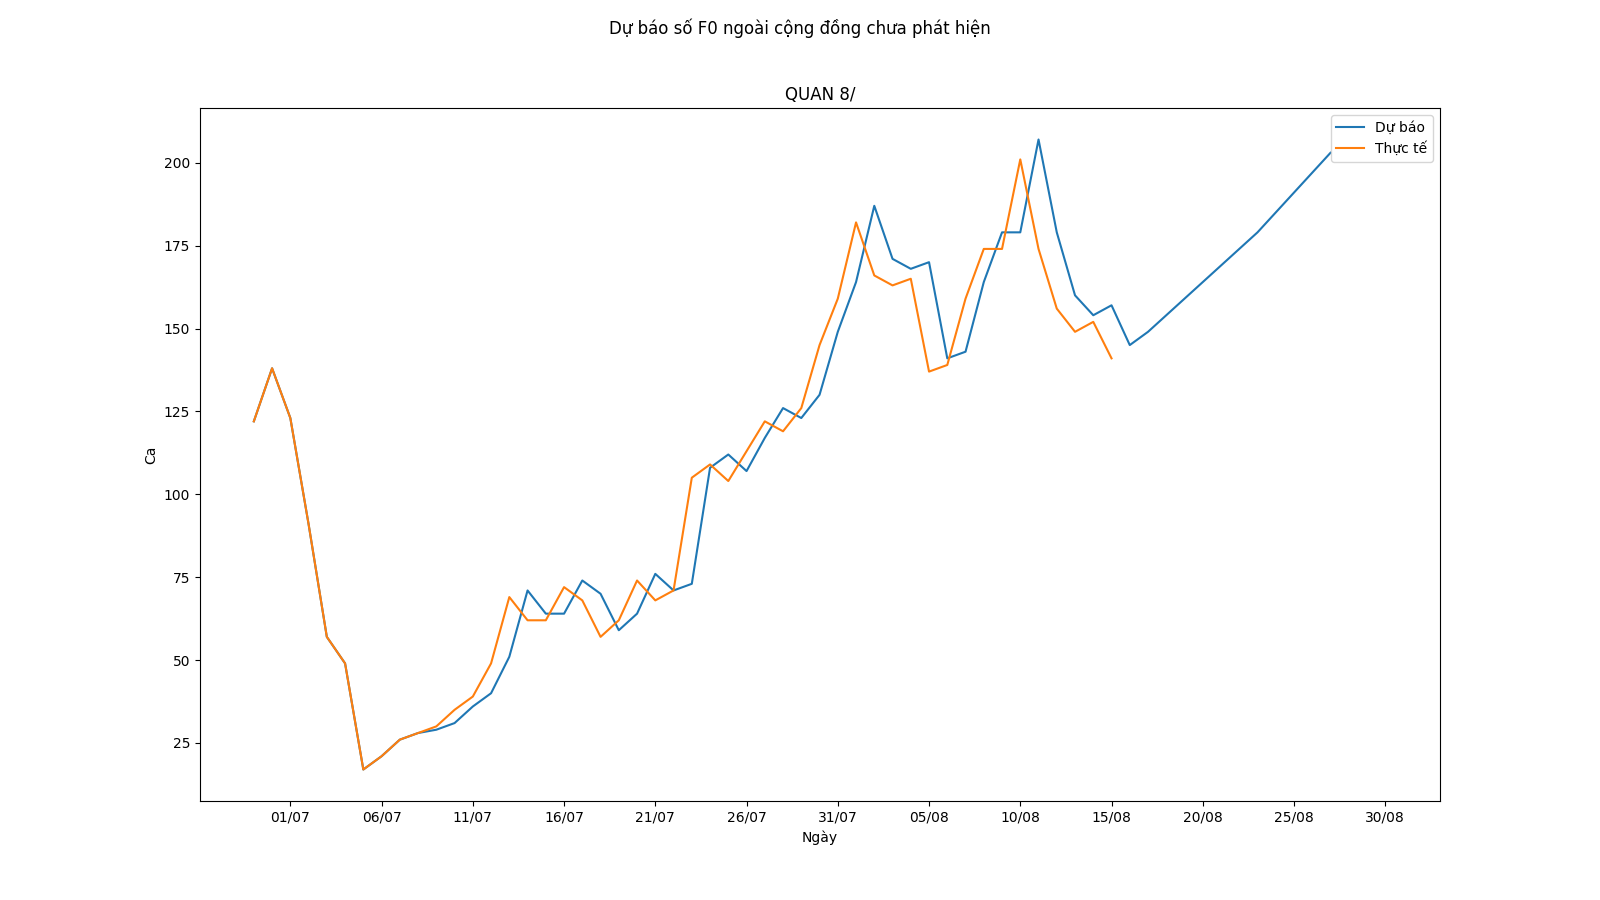 Dự báo số F0 ngoài cộng đồng chưa phát hiện
QUAN 8/
Dự báo
Thực tế
200
175
150
125
100
75
50
25
Ca
01/07 06/07 11/07 16/07 21/07 26/07 31/07 05/08 10/08 15/08 20/08 25/08 30/08
Ngày